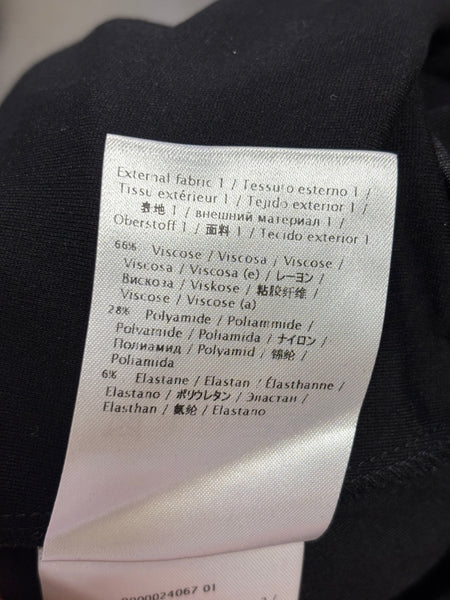 External fabric 1 / Tessuto esterno 1 /
Tissu extérieur 1 / Tejido exterior 1 /
表地 1 / внешний материал 1 /
Oberstoff 1 / 面料 1 / Tecido exterior 1
66% Viscose / Viscosa / Viscose /
Viscosa / Viscosa (e) / レーヨン /
Вискоза / Viskose / 粘胶纤维 /
Viscose / Viscose (a)
28% Polyamide / Poliammide /
Polyamide / Poliamida / ナイロン /
Полиамид / Polyamid / 锦纶 /
Poliamida
6% Elastane / Elastan / Élasthanne /
Elastano / ポリウレタン / Эластан /
Elasthan / 氨纶 / Elastano
0000024067 01